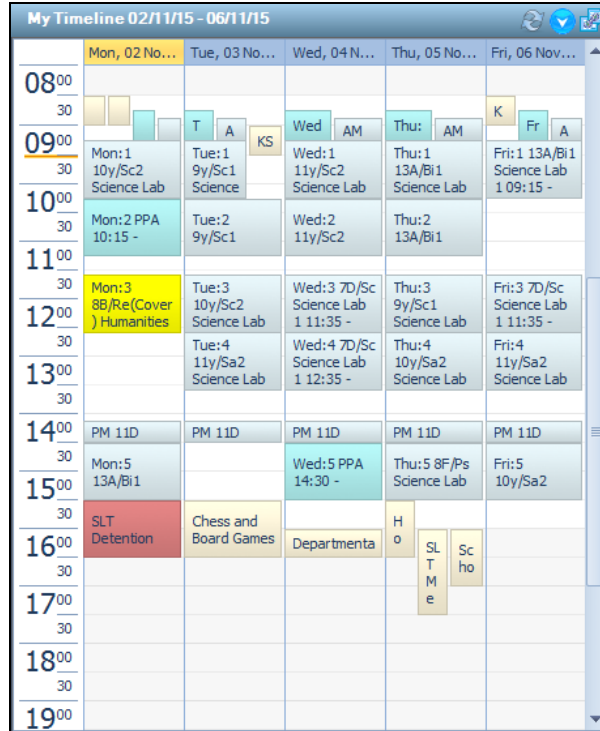 My Timeline 02/11/15 - 06/11/15
Mon, 02 No... Tue, 03 No... Wed, 04 N... Thu, 05 No... Fri, 06 Nov...
08 00
30
09 00
30
10 00
30
11 00
30
12 00
30
13 00
30
14 00
30
15 00
30
16 00
30
17 00
30
18 00
30
19 00
Mon:1
10y/Sc2
Science Lab
Mon:2 PPA
10:15 -
Mon:3
8B/Re(Cover
) Humanities
PM 11D
Mon:5
13A/Bi1
SLT
Detention
T
A
KS
Tue:1
9y/Sc1
Science
Tue:2
9y/Sc1
Tue:3
10y/Sc2
Science Lab
Tue:4
11y/Sa2
Science Lab
PM 11D
Chess and
Board Games
Wed
AM
Wed:1
11y/Sc2
Science Lab
Wed:2
11y/Sc2
Wed:3 7D/Sc
Science Lab
1 11:35 -
Wed:4 7D/Sc
Science Lab
1 12:35 -
PM 11D
Wed:5 PPA
14:30 -
Departmenta
Thu:
AM
Thu:1
13A/Bi1
Science Lab
Thu:2
13A/Bi1
Thu:3
9y/Sc1
Science Lab
Thu:4
10y/Sa2
Science Lab
PM 11D
Thu:5 8F/Ps
Science Lab
H
o
SL
T
M
e
Sc
ho
K
Fr
A
Fri:1 13A/Bi1
Science Lab
1 09:15 -
Fri:3 7D/Sc
Science Lab
1 11:35 -
Fri:4
11y/Sa2
Science Lab
PM 11D
Fri:5
10y/Sa2